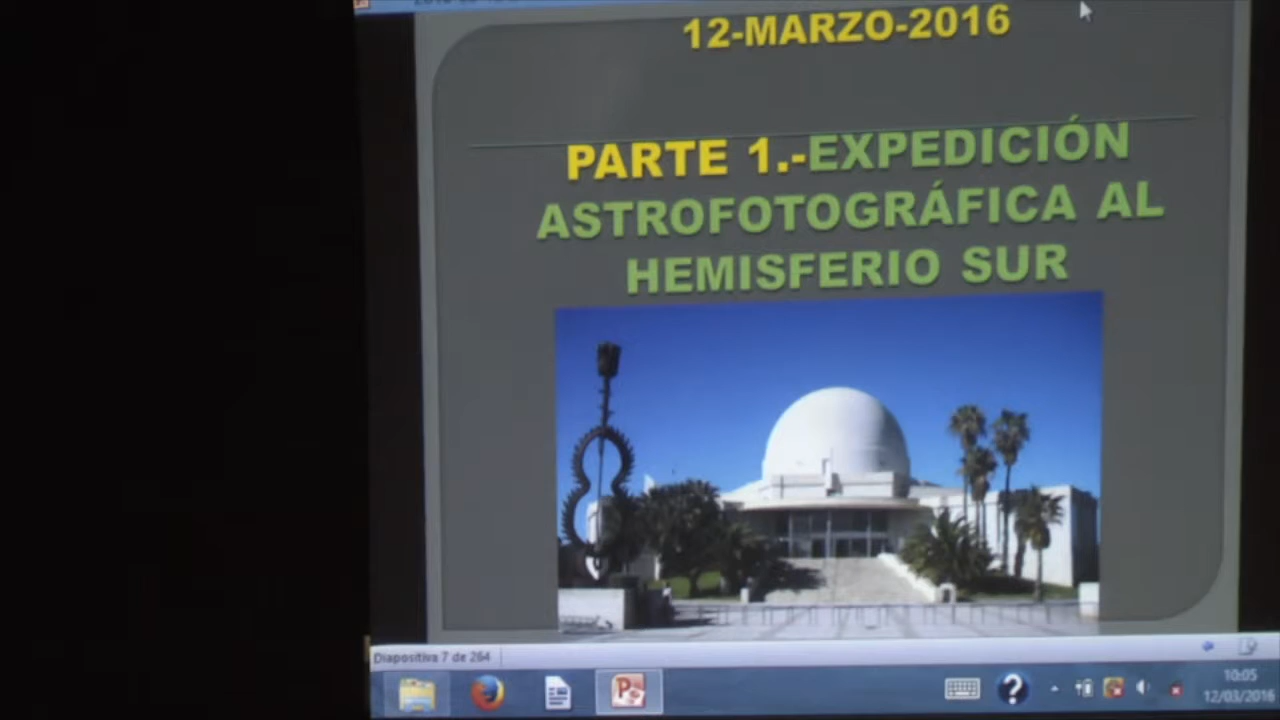 12-MARZO-2016
PARTE 1.-EXPEDICIÓN
ASTROFOTOGRÁFICA AL
HEMISFERIO SUR
Diapositiva 7 de 264
10:05
12/03/2016